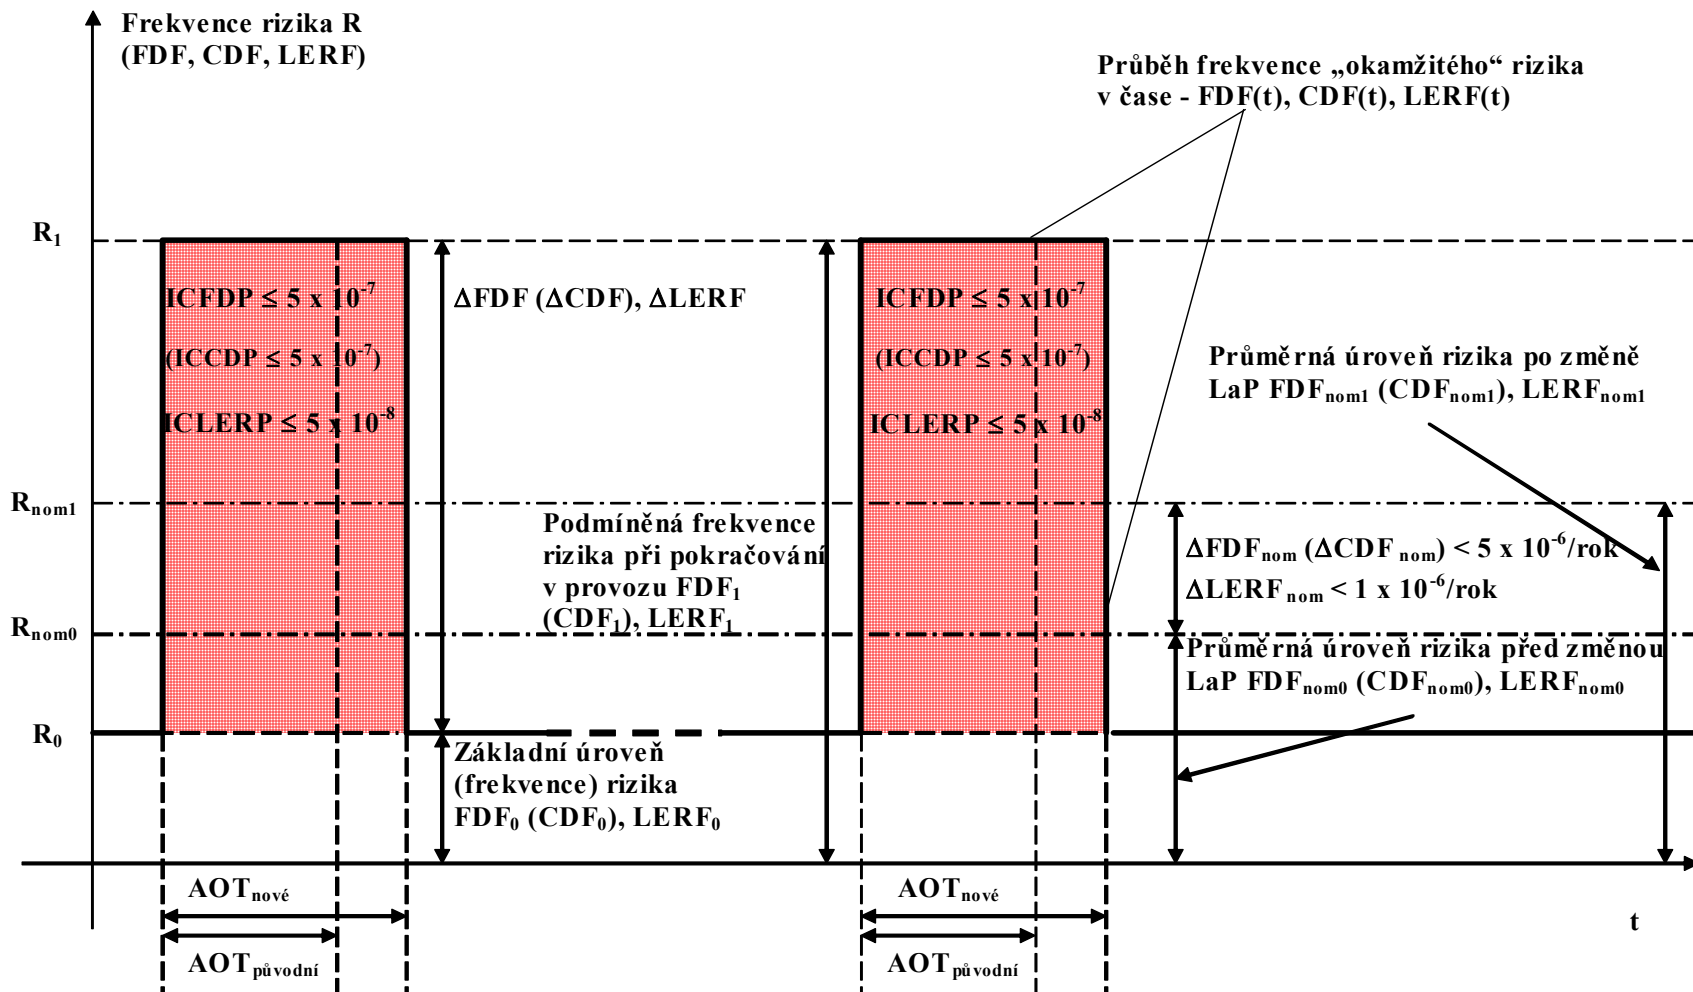 Frekvence rizika R
(FDF, CDF, LERF)
Průběh frekvence „okamžitého“ rizika
v čase - FDF(t), CDF(t), LERF(t)
R₁
ICFDP ≤ 5 x 10⁻⁷
(ICCDP ≤ 5 x 10⁻⁷)
ICLERP ≤ 5 x 10⁻⁸
ΔFDF (ΔCDF), ΔLERF
ICFDP ≤ 5 x 10⁻⁷
(ICCDP ≤ 5 x 10⁻⁷)
ICLERP ≤ 5 x 10⁻⁸
Průměrná úroveň rizika po změně
LaP FDFnom1 (CDFnom1), LERFnom1
Rnom1
Podmíněná frekvence
rizika při pokračování
v provozu FDF₁
(CDF₁), LERF₁
ΔFDFnom (ΔCDFnom) < 5 x 10⁻⁶/rok
ΔLERFnom < 1 x 10⁻⁶/rok
Rnom0
Průměrná úroveň rizika před změnou
LaP FDFnom0 (CDFnom0), LERFnom0
R₀
Základní úroveň
(frekvence) rizika
FDF₀ (CDF₀), LERF₀
AOTnové
AOTpůvodní
AOTnové
AOTpůvodní
t